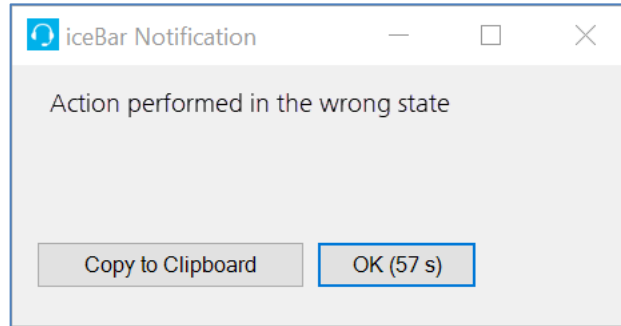 iceBar Notification
Action performed in the wrong state
Copy to Clipboard
OK (57 s)